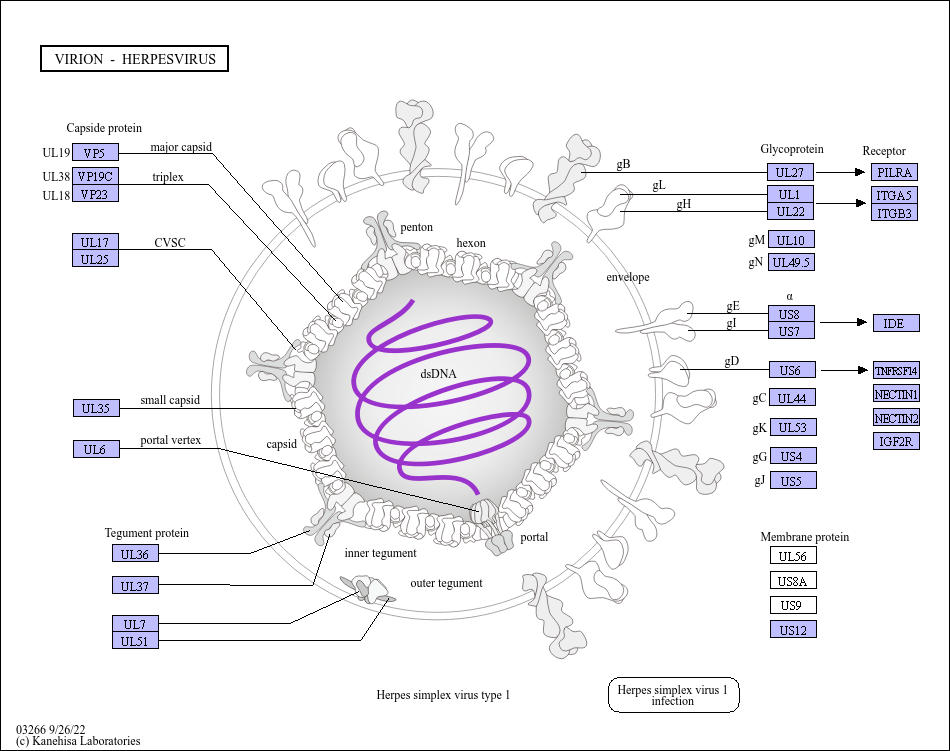 VIRION - HERPESVIRUS
Capside protein
UL19 VP5 major capsid
UL38 VP19C triplex
UL18 VP23
UL17 CVSC
UL25
UL35 small capsid
UL6 portal vertex
Tegument protein
UL36
UL37
UL7
UL51
penton
hexon
dsDNA
capsid
envelope
portal
inner tegument
outer tegument
Glycoprotein
Receptor
gB UL27 PILRA
gL UL1 ITGA5
gH UL22 ITGB3
gM UL10
gN UL49.5
α
gE US8 IDE
gI US7
gD US6 TNFRSF14
gC UL44 NECTIN1
NECTIN2
gK UL53 IGF2R
gG US4
gJ US5
Membrane protein
UL56
US8A
US9
US12
Herpes simplex virus type 1
Herpes simplex virus 1
infection
03266 9/26/22
(c) Kanehisa Laboratories